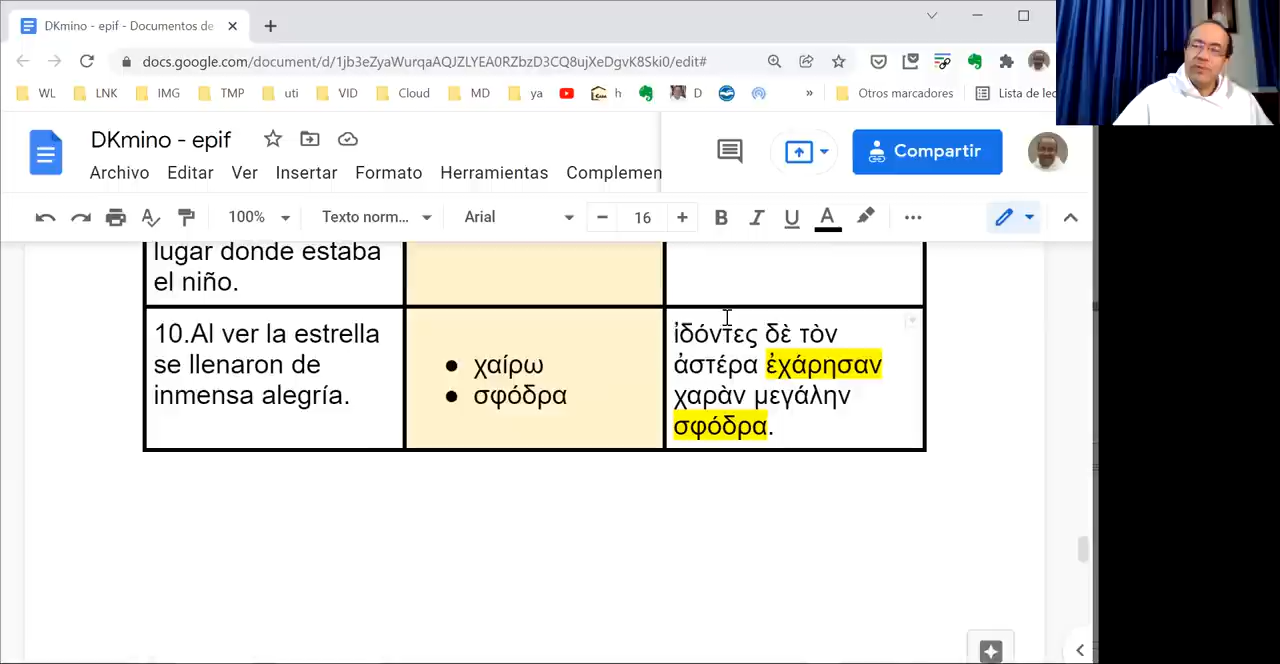 DKmino - epif - Documentos de
docs.google.com/document/d/1jb3eZyaWurqaAQJZLYEA0RZbzD3CQ8ujXeDgvK8Ski0/edit#
WL LNK IMG TMP uti VID Cloud MD ya h D » Otros marcadores Lista de lec
DKmino - epif
Archivo Editar Ver Insertar Formato Herramientas Complemen
Compartir
100% Texto norm... Arial 16 B I U A
lugar donde estaba
el niño.
10.Al ver la estrella
se llenaron de
inmensa alegría.
χαίρω
σφόδρα
ἰδόντες δὲ τὸν
ἀστέρα ἐχάρησαν
χαρὰν μεγάλην
σφόδρα.